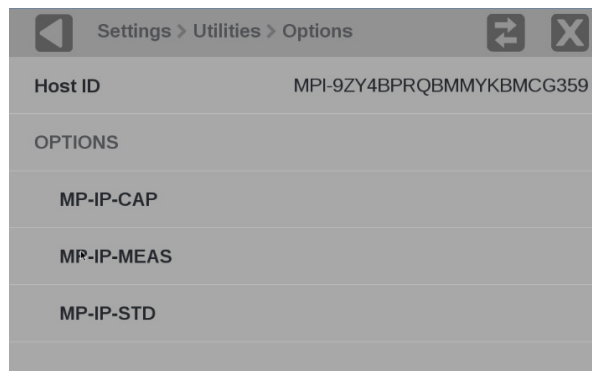 Settings > Utilities > Options
Host ID MPI-9ZY4BPRQBMMYKBMCG359
OPTIONS
MP-IP-CAP
MP-IP-MEAS
MP-IP-STD